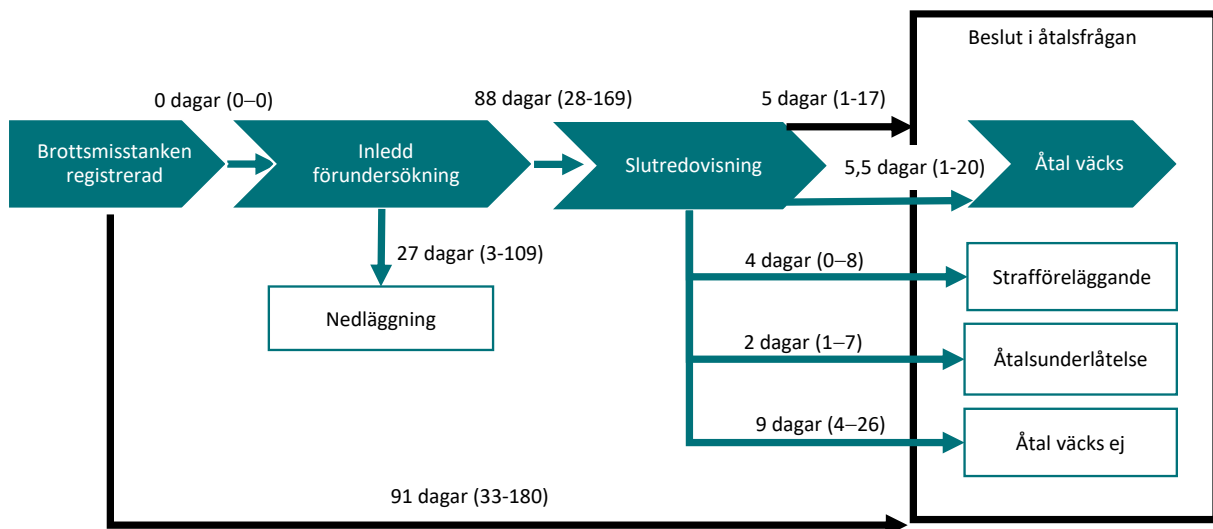 Beslut i åtalsfrågan
0 dagar (0–0)
88 dagar (28-169)
5 dagar (1-17)
Brottsmisstanken
registrerad
Inledd
förundersökning
Slutredovisning
5,5 dagar (1-20)
Åtal väcks
27 dagar (3-109)
Nedläggning
4 dagar (0–8)
Strafföreläggande
2 dagar (1–7)
Åtalsunderlåtelse
9 dagar (4–26)
Åtal väcks ej
91 dagar (33-180)